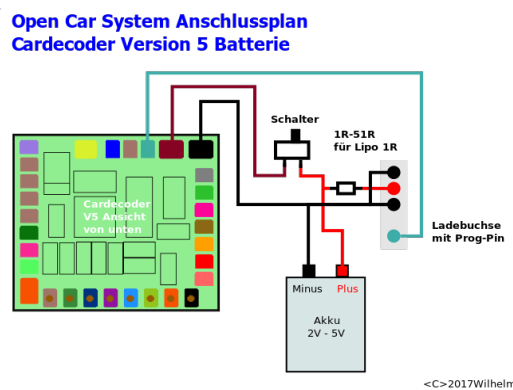 Open Car System Anschlussplan
Cardecoder Version 5 Batterie
Schalter
1R-51R
für Lipo 1R
Cardecoder
V5 Ansicht
von unten
Ladebuchse
mit Prog-Pin
Minus Plus
Akku
2V - 5V
<C>2017Wilhelm